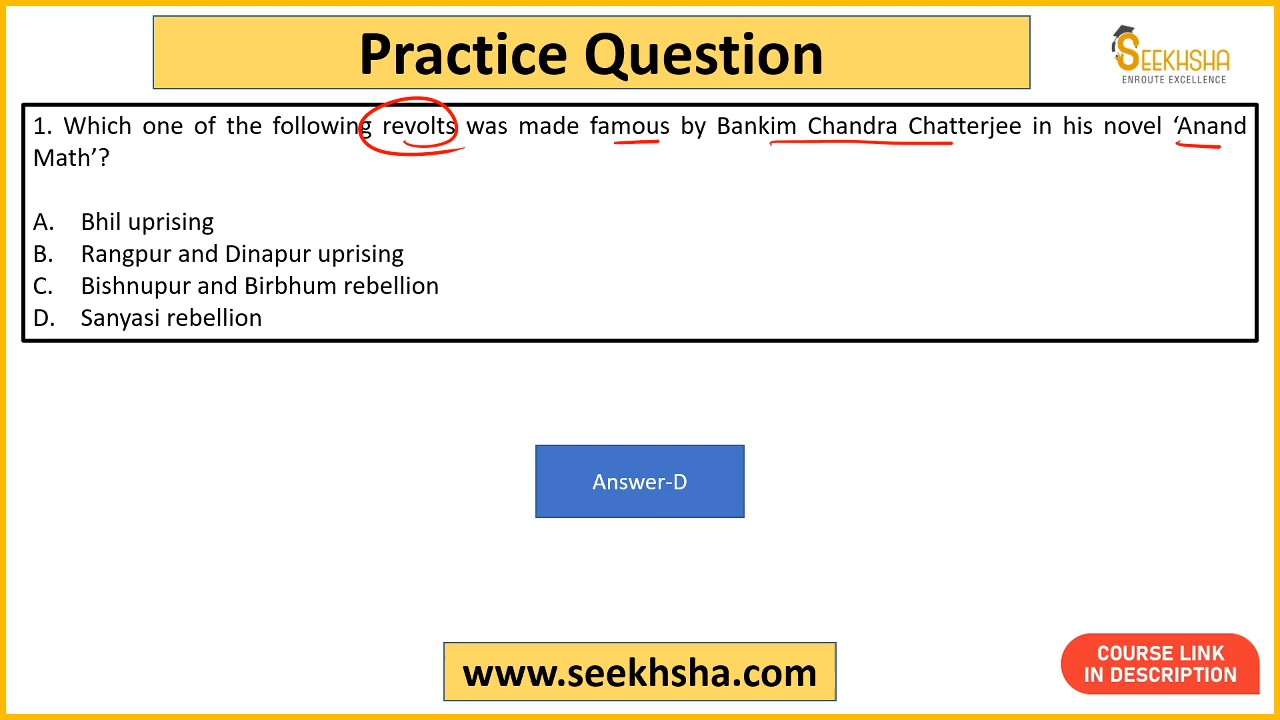 Practice Question
SEEKHSHA
ENROUTE EXCELLENCE
1. Which one of the following revolts was made famous by Bankim Chandra Chatterjee in his novel ‘Anand
Math’?
A. Bhil uprising
B. Rangpur and Dinapur uprising
C. Bishnupur and Birbhum rebellion
D. Sanyasi rebellion
Answer-D
www.seekhsha.com
COURSE LINK
IN DESCRIPTION